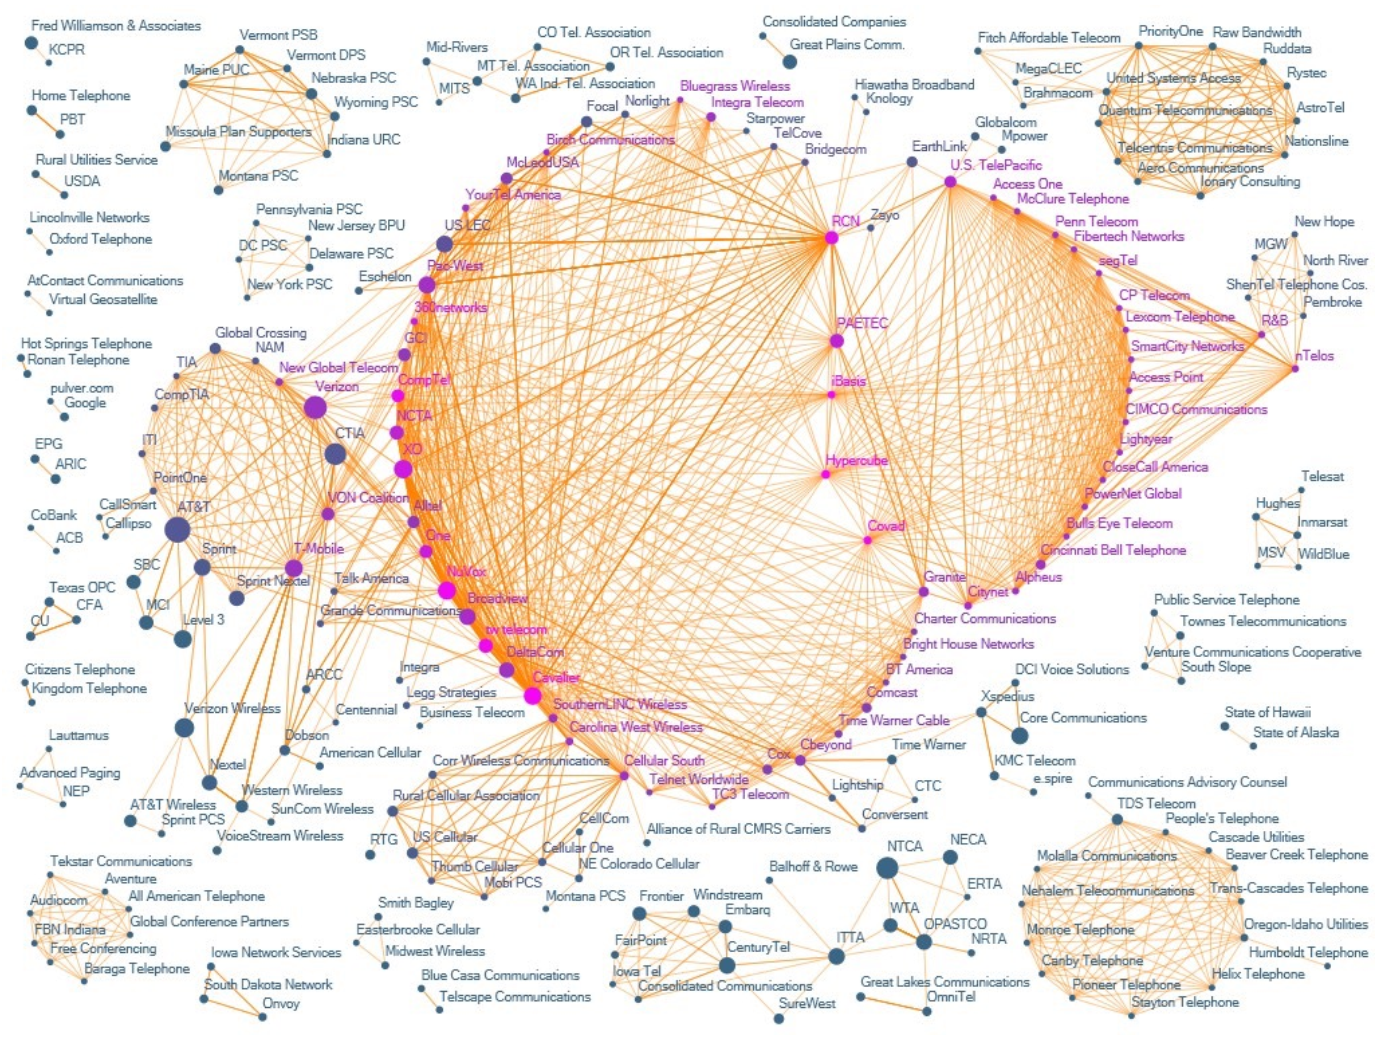 Fred Williamson & Associates
KCPR
Home Telephone
PBT
Rural Utilities Service
USDA
Lincolnville Networks
Oxford Telephone
AtContact Communications
Virtual Geosatellite
Hot Springs Telephone
Ronan Telephone
pulver.com
Google
EPG
ARIC
CoBank
ACB
Texas OPC
CFA
CU
Citizens Telephone
Kingdom Telephone
Lauttamus
Advanced Paging
NEP
Vermont PSB
Vermont DPS
Maine PUC
Nebraska PSC
Wyoming PSC
Missoula Plan Supporters
Indiana URC
Montana PSC
Pennsylvania PSC
New Jersey BPU
DC PSC
Delaware PSC
New York PSC
Mid-Rivers
MITS
CO Tel. Association
OR Tel. Association
MT Tel. Association
WA Ind. Tel. Association
Consolidated Companies
Great Plains Comm.
Hiawatha Broadband
Knology
Fitch Affordable Telecom
MegaCLEC
Brahmacom
PriorityOne
Raw Bandwidth
Ruddata
Rystec
United Systems Access
AstroTel
Quantum Telecommunications
Nationsline
Telcentris Communications
Aero Communications
Ionary Consulting
Globalcom
Mpower
EarthLink
U.S. TelePacific
Access One
McClure Telephone
Penn Telecom
Fibertech Networks
segTel
CP Telecom
Lexcom Telephone
SmartCity Networks
Access Point
CIMCO Communications
Lightyear
CloseCall America
PowerNet Global
Bulls Eye Telecom
Cincinnati Bell Telephone
Alpheus
Citynet
Granite
Charter Communications
Bright House Networks
BT America
Comcast
Time Warner Cable
Cbeyond
Cox
TC3 Telecom
Telnet Worldwide
Cellular South
Carolina West Wireless
SouthernLINC Wireless
Cavalier
DeltaCom
tw telecom
Broadview
NuVox
One
Alltel
XO
NCTA
CompTel
GCI
360networks
Pac-West
US LEC
YourTel America
McLeodUSA
Birch Communications
Focal
Norlight
Bluegrass Wireless
Integra Telecom
Starpower
TelCove
Bridgecom
RCN
Zayo
PAETEC
iBasis
Hypercube
Covad
Eschelon
New Hope
MGW
North River
ShenTel Telephone Cos.
Pembroke
R&B
nTelos
Global Crossing
NAM
TIA
New Global Telecom
Verizon
CompTIA
CTIA
ITI
PointOne
VON Coalition
AT&T
CallSmart
Callipso
Sprint
T-Mobile
Sprint Nextel
SBC
MCI
Level 3
Talk America
Grande Communications
ARCC
Integra
Legg Strategies
Business Telecom
Centennial
Verizon Wireless
Dobson
American Cellular
Nextel
Western Wireless
AT&T Wireless
SunCom Wireless
Sprint PCS
VoiceStream Wireless
Corr Wireless Communications
Rural Cellular Association
RTG
US Cellular
CellCom
Cellular One
Thumb Cellular
NE Colorado Cellular
Mobi PCS
Montana PCS
Alliance of Rural CMRS Carriers
Smith Bagley
Easterbrooke Cellular
Midwest Wireless
Blue Casa Communications
Telscape Communications
Tekstar Communications
Aventure
Audiocom
All American Telephone
FBN Indiana
Global Conference Partners
Free Conferencing
Baraga Telephone
Iowa Network Services
South Dakota Network
Onvoy
Frontier
Windstream
Embarq
FairPoint
CenturyTel
Iowa Tel
Consolidated Communications
ITTA
SureWest
Balhoff & Rowe
NTCA
NECA
ERTA
WTA
OPASTCO
NRTA
Great Lakes Communications
OmniTel
Time Warner
Lightship
CTC
Conversent
DCI Voice Solutions
Xspedius
Core Communications
KMC Telecom
e.spire
Public Service Telephone
Townes Telecommunications
Venture Communications Cooperative
South Slope
Telesat
Hughes
Inmarsat
MSV
WildBlue
State of Hawaii
State of Alaska
Communications Advisory Counsel
TDS Telecom
People's Telephone
Cascade Utilities
Molalla Communications
Beaver Creek Telephone
Nehalem Telecommunications
Trans-Cascades Telephone
Monroe Telephone
Oregon-Idaho Utilities
Canby Telephone
Humboldt Telephone
Helix Telephone
Pioneer Telephone
Stayton Telephone